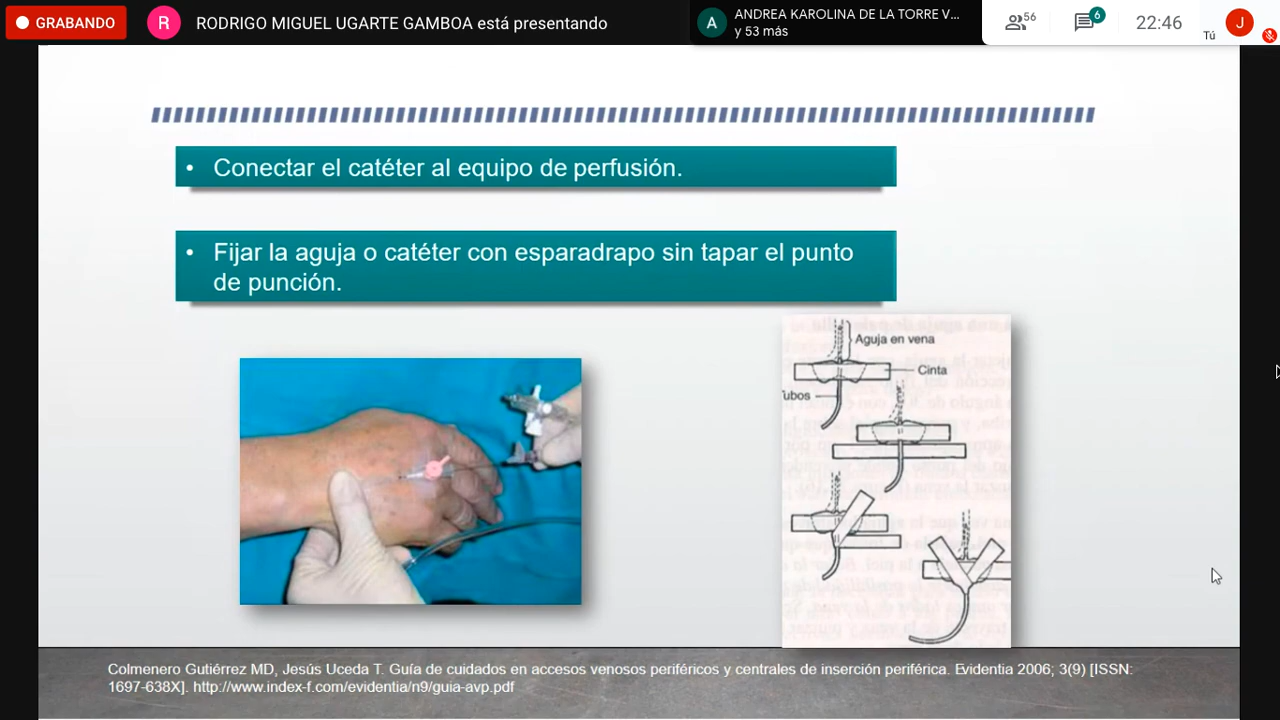 GRABANDO
R
RODRIGO MIGUEL UGARTE GAMBOA está presentando
A
ANDREA KAROLINA DE LA TORRE V...
y 53 más
56
6
22:46
Tú
J
• Conectar el catéter al equipo de perfusión.
• Fijar la aguja o catéter con esparadrapo sin tapar el punto
de punción.
Aguja en vena
Cinta
Tubos
Colmenero Gutiérrez MD, Jesús Uceda T. Guía de cuidados en accesos venosos periféricos y centrales de inserción periférica. Evidentia 2006; 3(9) [ISSN:
1697-638X]. http://www.index-f.com/evidentia/n9/guia-avp.pdf